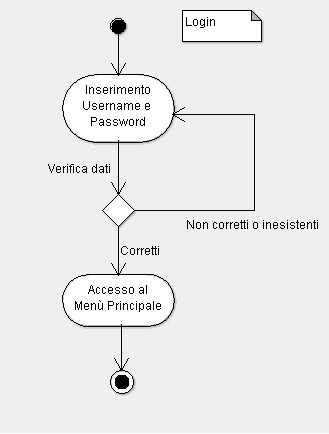 Login
Inserimento
Username e
Password
Verifica dati
Non corretti o inesistenti
Corretti
Accesso al
Menù Principale